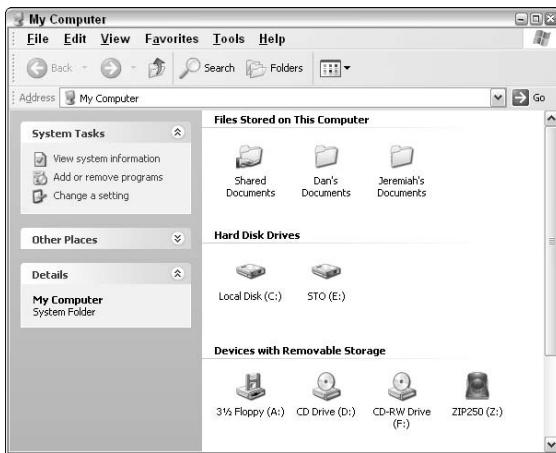 My Computer
File Edit View Favorites Tools Help
Back Search Folders
Address My Computer Go
System Tasks
View system information
Add or remove programs
Change a setting
Other Places
Details
My Computer
System Folder
Files Stored on This Computer
Shared Documents
Dan's Documents
Jeremiah's Documents
Hard Disk Drives
Local Disk (C:) STO (E:)
Devices with Removable Storage
3½ Floppy (A:) CD Drive (D:) CD-RW Drive (F:) ZIP250 (Z:)